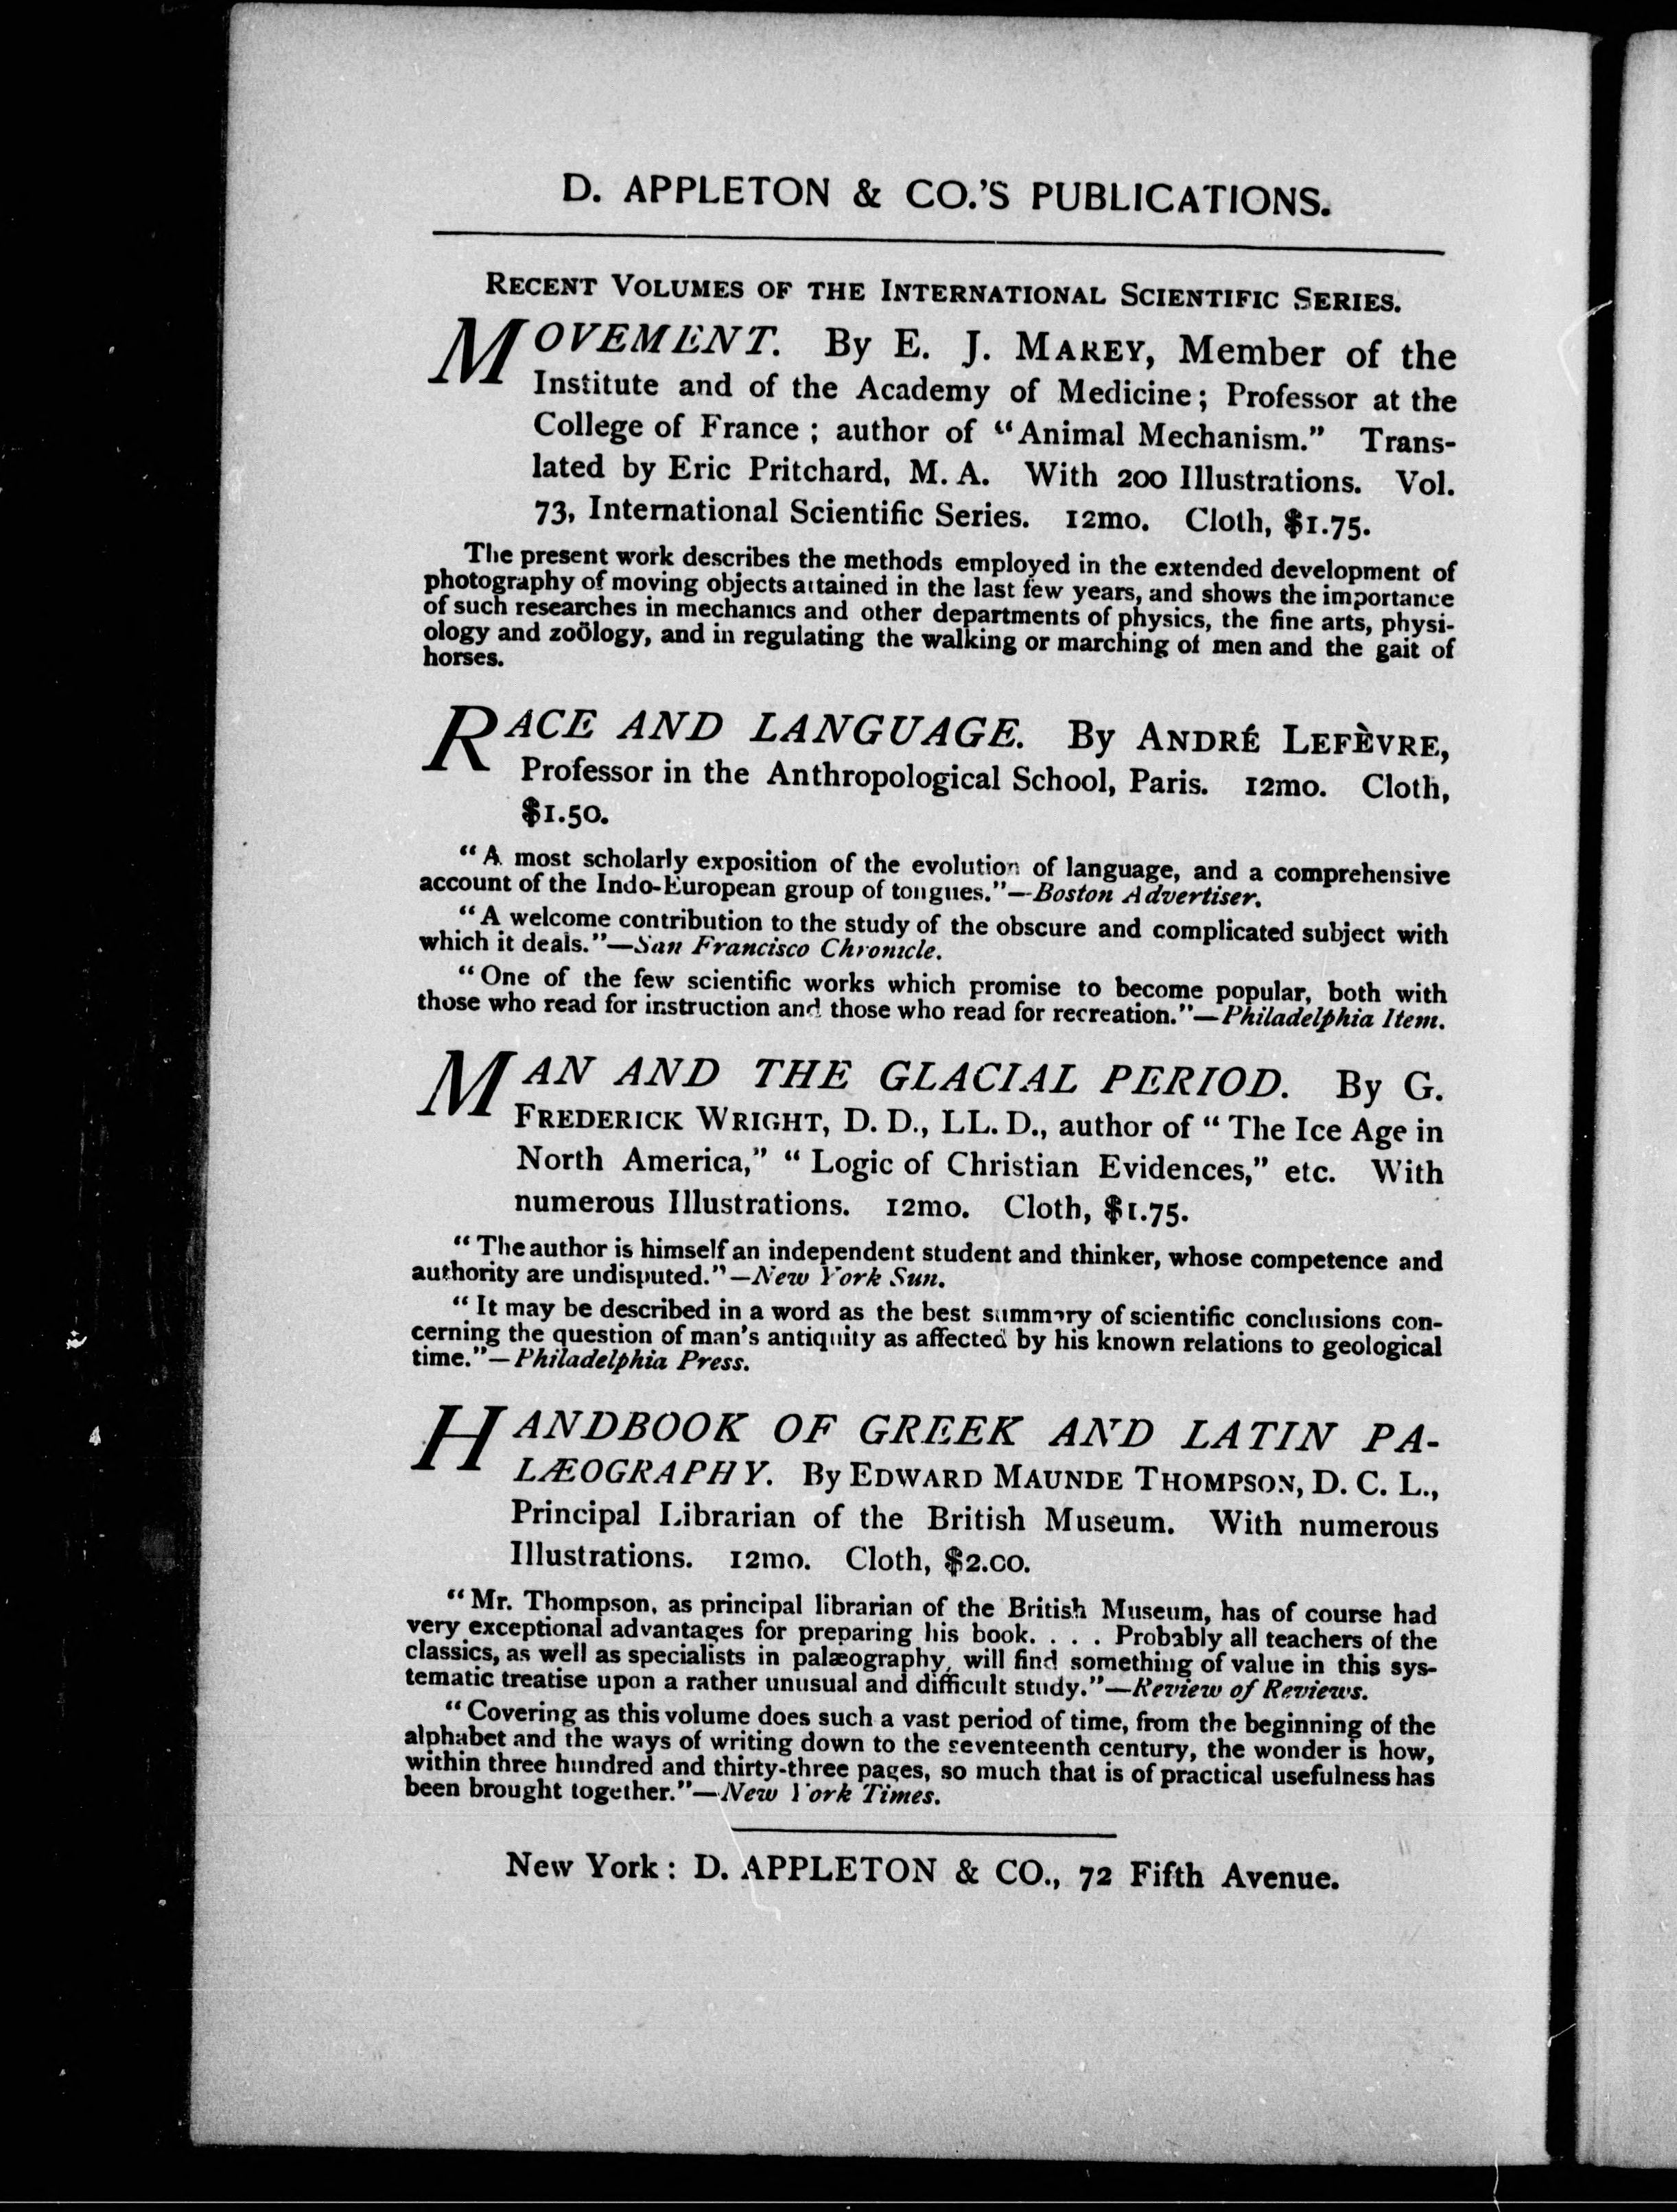 D. APPLETON & CO.'S PUBLICATIONS.
RECENT VOLUMES OF THE INTERNATIONAL SCIENTIFIC SERIES.
MOVEMENT. By E. J. MAREY, Member of the
Institute and of the Academy of Medicine; Professor at the
College of France; author of “Animal Mechanism.” Trans-
lated by Eric Pritchard, M. A. With 200 Illustrations. Vol.
73, International Scientific Series. 12mo. Cloth, $1.75.
The present work describes the methods employed in the extended development of
photography of moving objects attained in the last few years, and shows the importance
of such researches in mechanics and other departments of physics, the fine arts, physi-
ology and zoölogy, and in regulating the walking or marching of men and the gait of
horses.
RACE AND LANGUAGE. By ANDRÉ LEFÈVRE,
Professor in the Anthropological School, Paris. 12mo. Cloth,
$1.50.
“A most scholarly exposition of the evolution of language, and a comprehensive
account of the Indo-European group of tongues.”—Boston Advertiser.
“A welcome contribution to the study of the obscure and complicated subject with
which it deals.”—San Francisco Chronicle.
“One of the few scientific works which promise to become popular, both with
those who read for instruction and those who read for recreation.”—Philadelphia Item.
MAN AND THE GLACIAL PERIOD. By G.
FREDERICK WRIGHT, D. D., LL. D., author of “The Ice Age in
North America,” “Logic of Christian Evidences,” etc. With
numerous Illustrations. 12mo. Cloth, $1.75.
“The author is himself an independent student and thinker, whose competence and
authority are undisputed.”—New York Sun.
“It may be described in a word as the best summary of scientific conclusions con-
cerning the question of man's antiquity as affected by his known relations to geological
time.”—Philadelphia Press.
HANDBOOK OF GREEK AND LATIN PA-
LÆOGRAPHY. By EDWARD MAUNDE THOMPSON, D. C. L.,
Principal Librarian of the British Museum. With numerous
Illustrations. 12mo. Cloth, $2.00.
“Mr. Thompson, as principal librarian of the British Museum, has of course had
very exceptional advantages for preparing his book. . . . Probably all teachers of the
classics, as well as specialists in palæography, will find something of value in this sys-
tematic treatise upon a rather unusual and difficult study.”—Review of Reviews.
“Covering as this volume does such a vast period of time, from the beginning of the
alphabet and the ways of writing down to the seventeenth century, the wonder is how,
within three hundred and thirty-three pages, so much that is of practical usefulness has
been brought together.”—New York Times.
New York: D. APPLETON & CO., 72 Fifth Avenue.